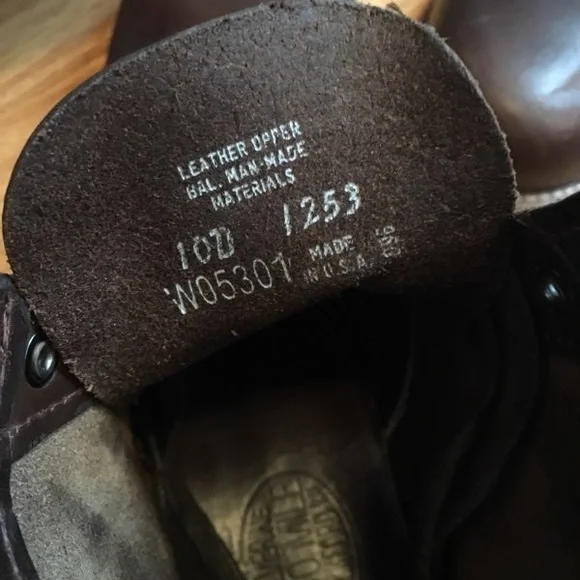 LEATHER UPPER
BAL. MAN-MADE
MATERIALS
10D 1253
W05301
MADE
IN U.S.A.